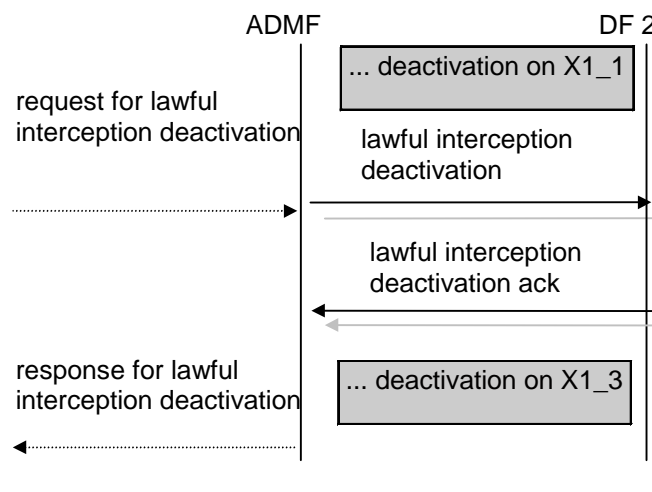 ADMF DF 2
... deactivation on X1_1
request for lawful
interception deactivation
lawful interception
deactivation
lawful interception
deactivation ack
response for lawful
interception deactivation
... deactivation on X1_3